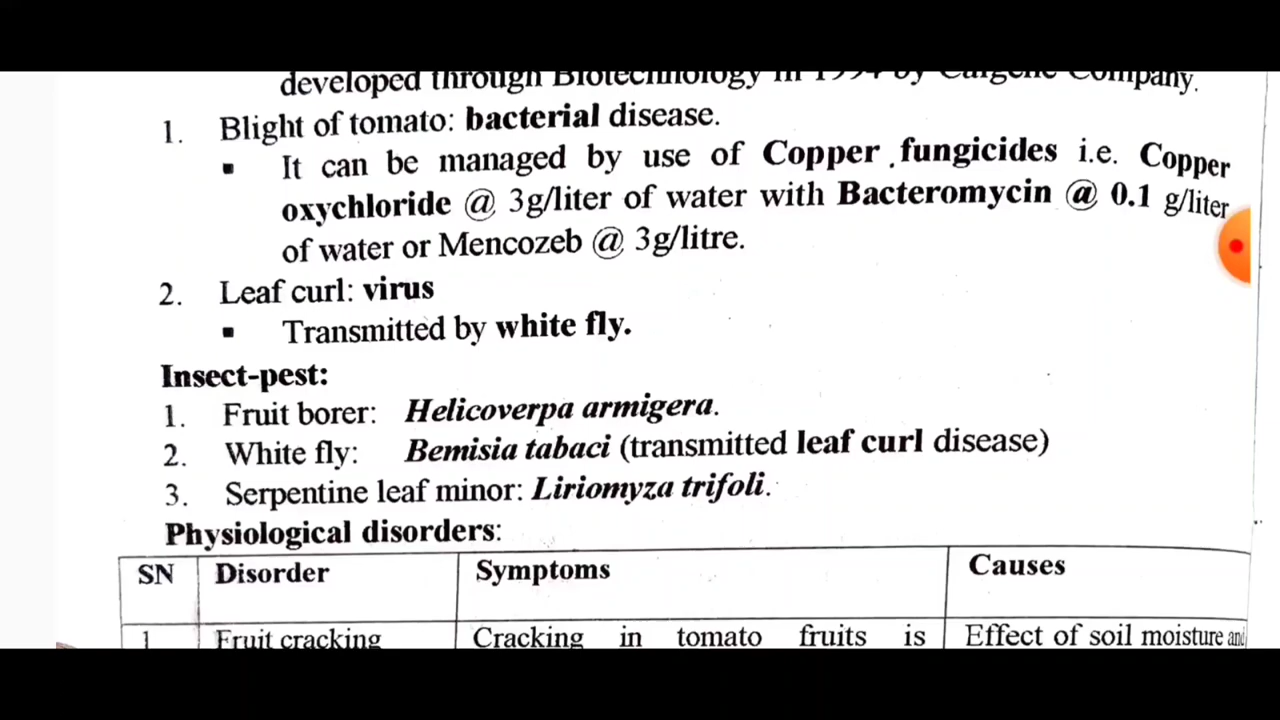 developed through Biotechnology in 1994 by Calgene Company.
1. Blight of tomato: bacterial disease.
▪ It can be managed by use of Copper fungicides i.e. Copper
oxychloride @ 3g/liter of water with Bacteromycin @ 0.1 g/liter
of water or Mencozeb @ 3g/litre.
2. Leaf curl: virus
▪ Transmitted by white fly.
Insect-pest:
1. Fruit borer: Helicoverpa armigera.
2. White fly: Bemisia tabaci (transmitted leaf curl disease)
3. Serpentine leaf minor: Liriomyza trifoli.
Physiological disorders:
SN Disorder Symptoms Causes
1 Fruit cracking Cracking in tomato fruits is Effect of soil moisture and